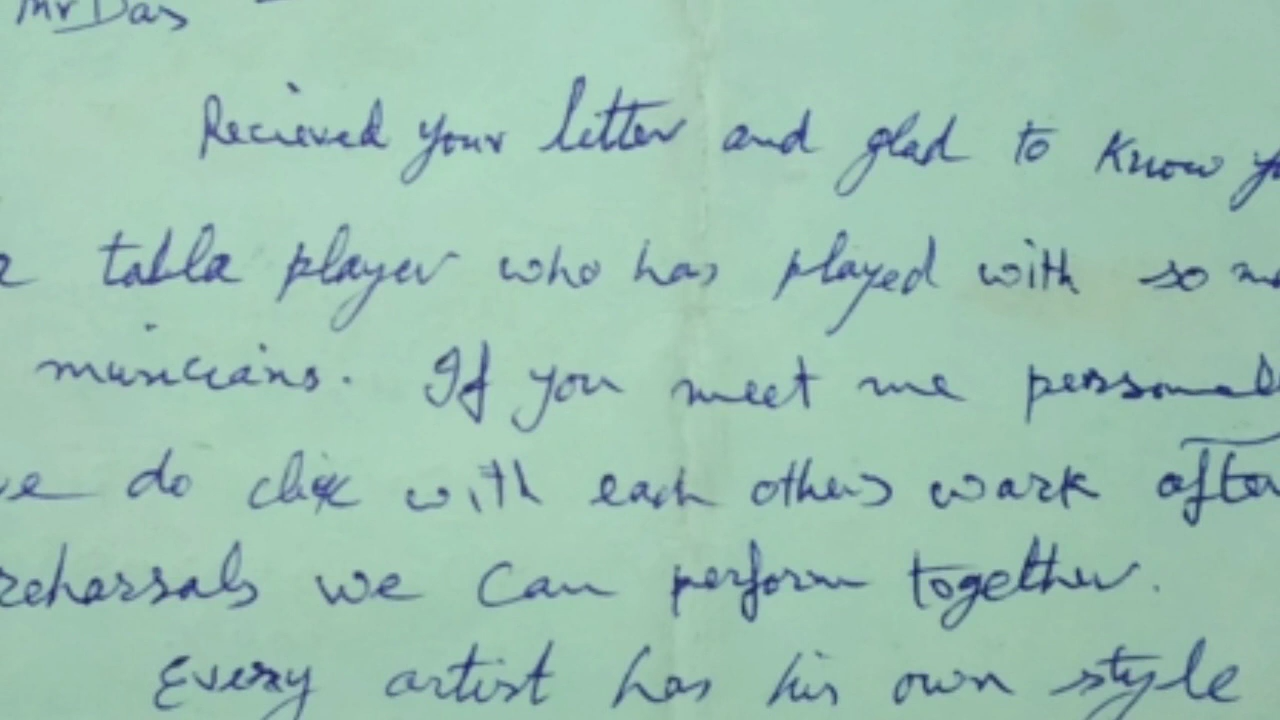 Mr Das
Recieved your letter and glad to know
tabla player who has played with so
musicians. If you meet me
do click with each others work after
rehersals we can perform together.
Every artist has his own style